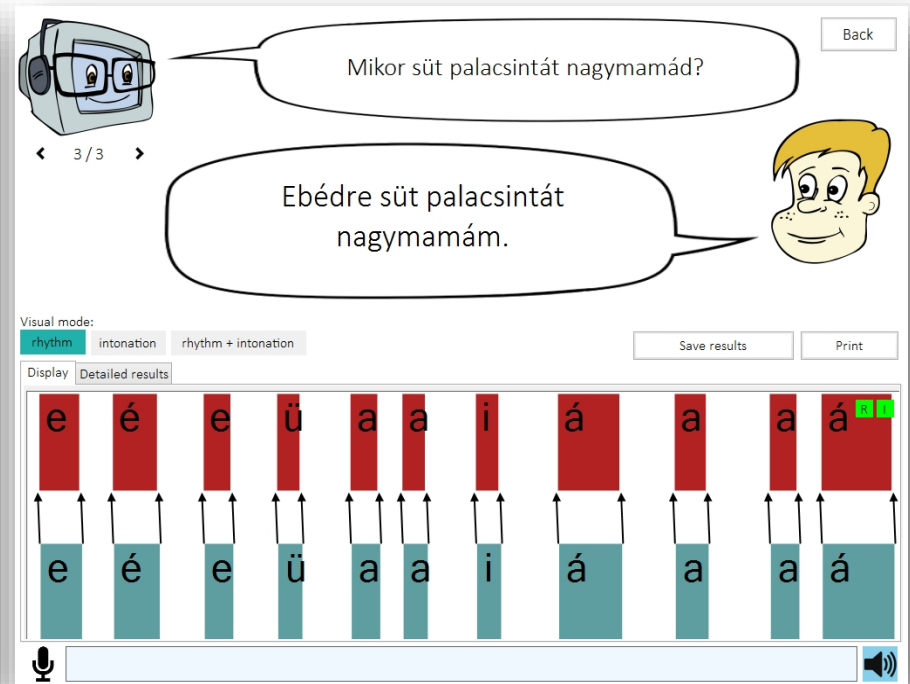 Back
Mikor süt palacsintát nagymamád?
3 / 3
Ebédre süt palacsintát
nagymamám.
Visual mode:
rhythm intonation rhythm + intonation Save results Print
Display Detailed results
e é e ü a a i á a a á R I
e é e ü a a i á a a á